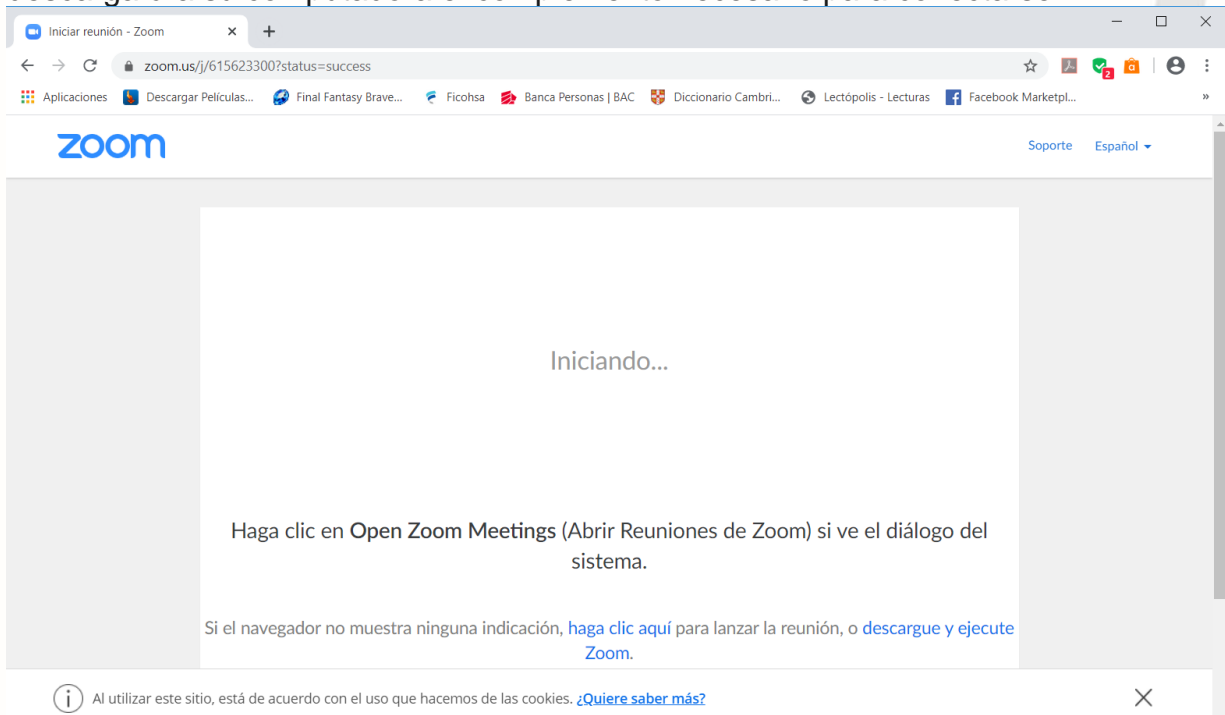 Iniciar reunión - Zoom
zoom.us/j/615623300?status=success
2
a
Aplicaciones Descargar Películas... Final Fantasy Brave... Ficohsa Banca Personas | BAC Diccionario Cambri... Lectópolis - Lecturas Facebook Marketpl... »
zoom Soporte Español
Iniciando...
Haga clic en Open Zoom Meetings (Abrir Reuniones de Zoom) si ve el diálogo del
sistema.
Si el navegador no muestra ninguna indicación, haga clic aquí para lanzar la reunión, o descargue y ejecute
Zoom.
i Al utilizar este sitio, está de acuerdo con el uso que hacemos de las cookies. ¿Quiere saber más?